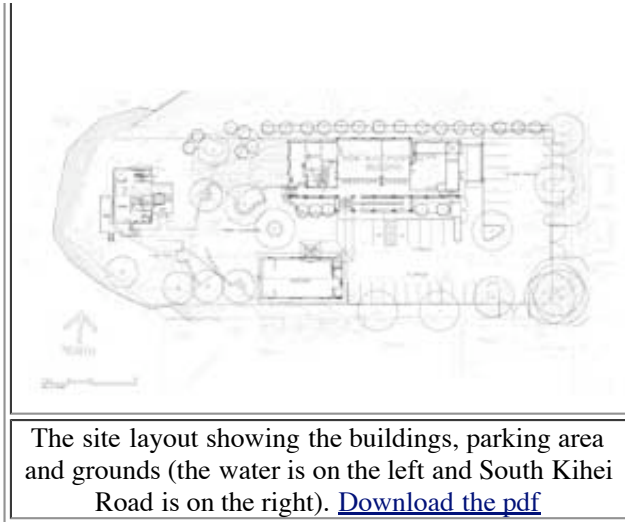 NORTH
The site layout showing the buildings, parking area
and grounds (the water is on the left and South Kihei
Road is on the right). Download the pdf